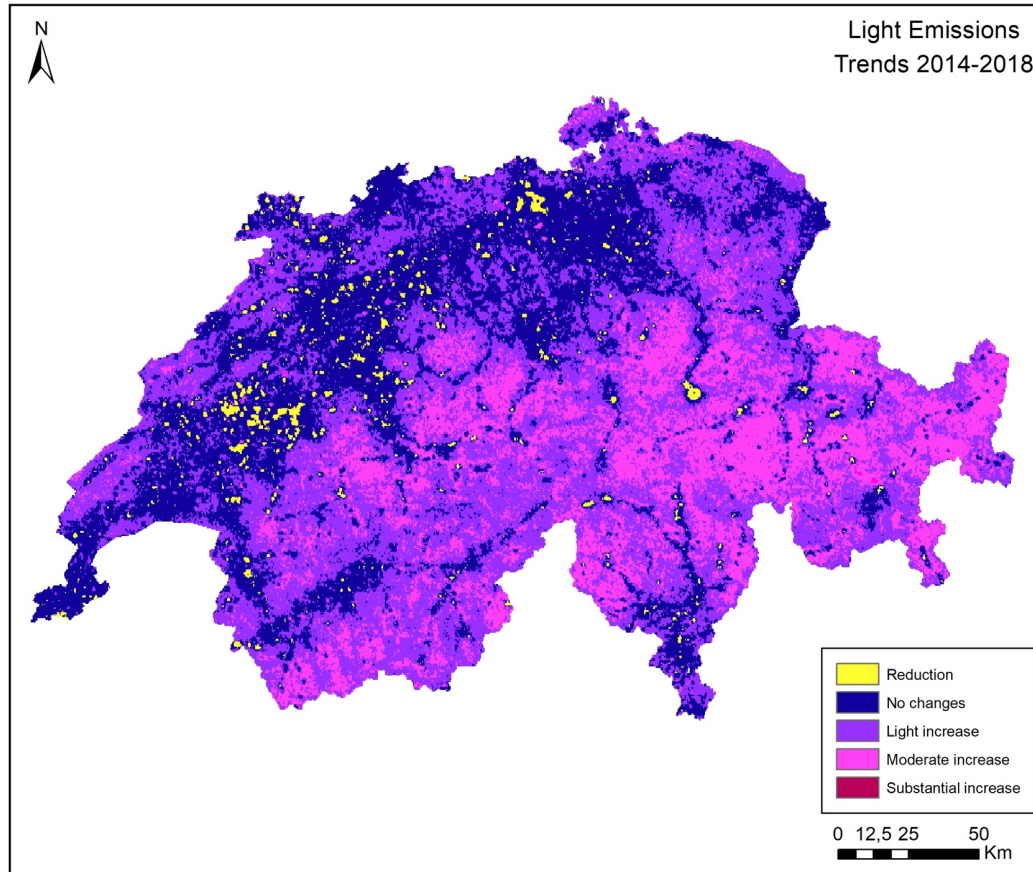 N
Light Emissions
Trends 2014-2018
Reduction
No changes
Light increase
Moderate increase
Substantial increase
0 12,5 25 50
Km